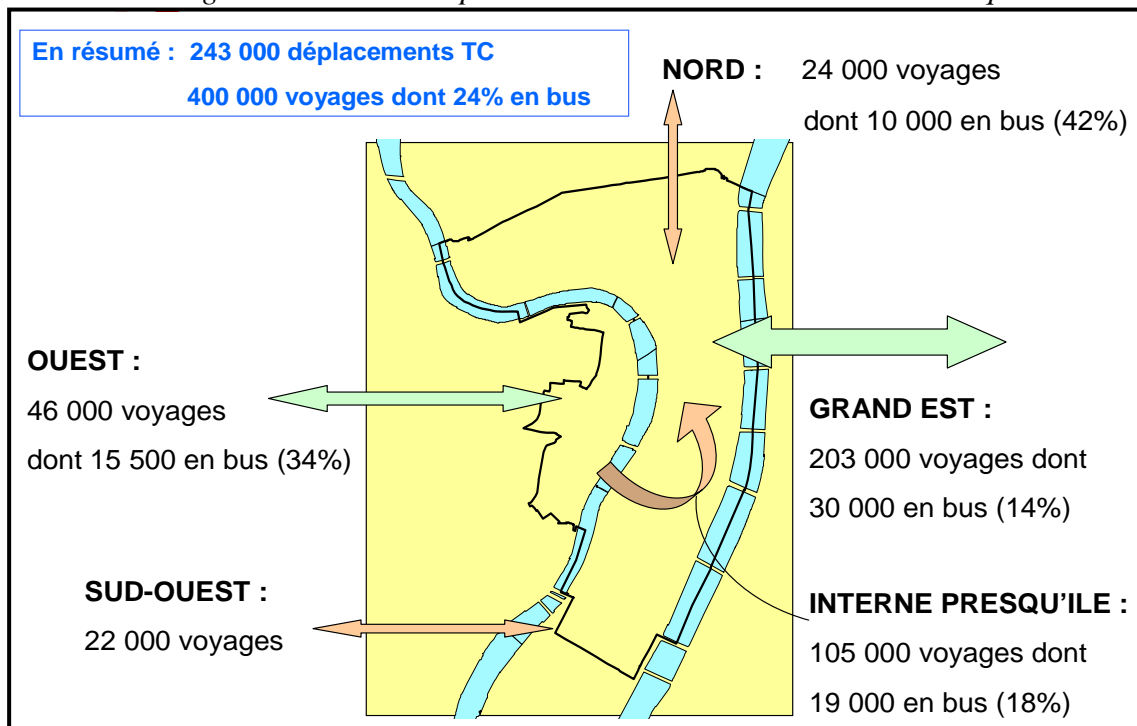 En résumé : 243 000 déplacements TC
400 000 voyages dont 24% en bus
NORD : 24 000 voyages
dont 10 000 en bus (42%)
OUEST :
46 000 voyages
dont 15 500 en bus (34%)
GRAND EST :
203 000 voyages dont
30 000 en bus (14%)
SUD-OUEST :
22 000 voyages
INTERNE PRESQU'ILE :
105 000 voyages dont
19 000 en bus (18%)